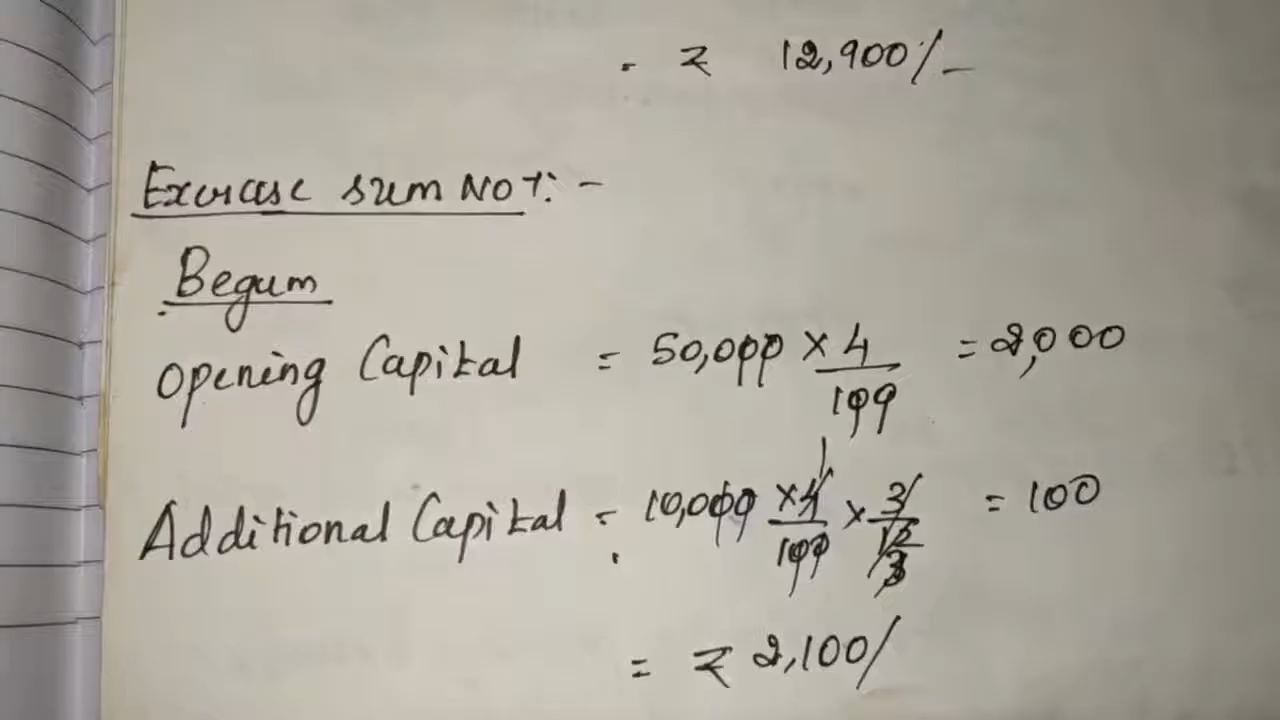 = ₹ 12,900/-
Exercise sum No 7:-
Begum
Opening Capital = 50,000 × 4/100 = 2,000
Additional Capital = 10,000 × 4/100 × 3/12 = 100
= ₹ 2,100/